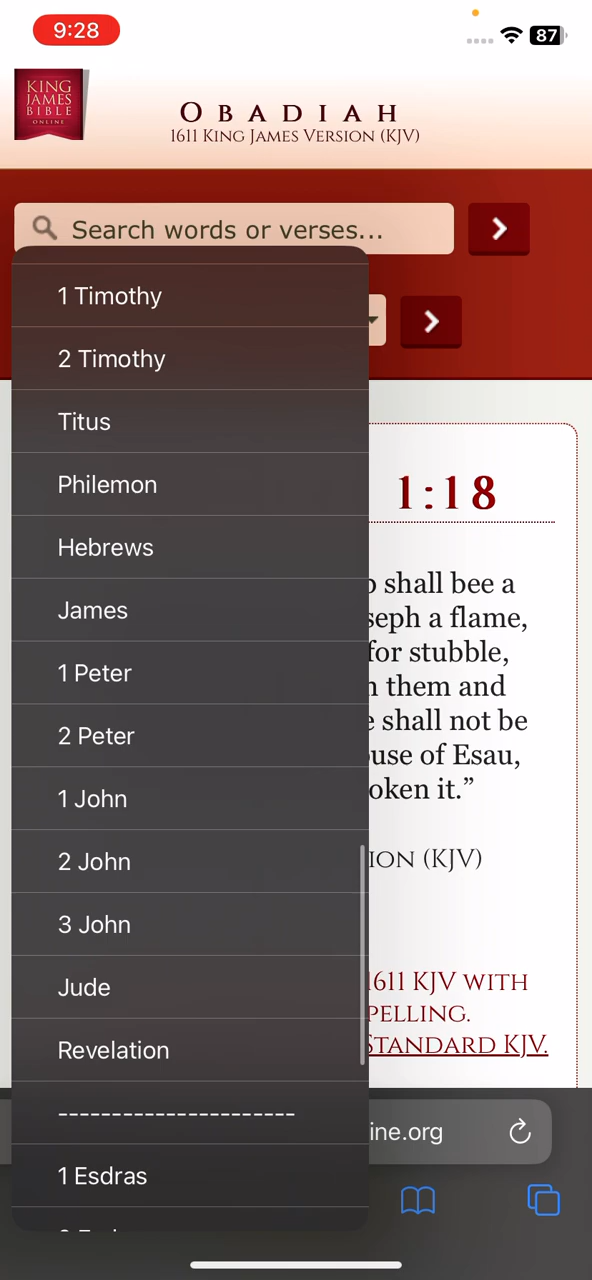 9:28
87
KING
JAMES
BIBLE
ONLINE
OBADIAH
1611 KING JAMES VERSION (KJV)
Search words or verses...
1 Timothy
2 Timothy
Titus
Philemon
Hebrews
James
1 Peter
2 Peter
1 John
2 John
3 John
Jude
Revelation
----------------------
1 Esdras
1:18
shall bee a
seph a flame,
for stubble,
them and
shall not be
use of Esau,
oken it.”
ION (KJV)
1611 KJV WITH
PELLING.
STANDARD KJV.
ine.org